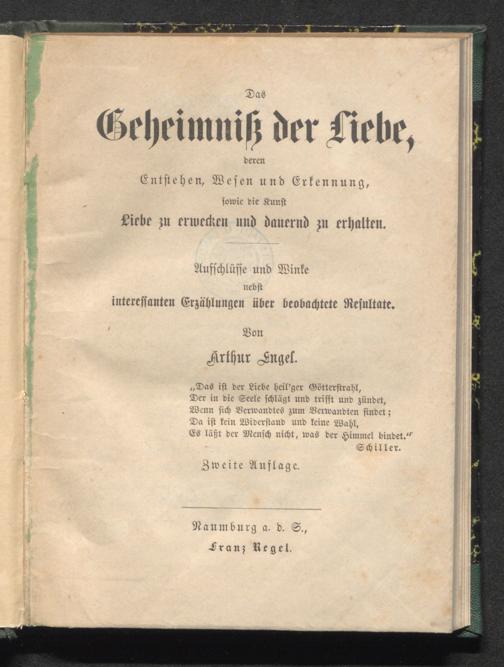 Das
Geheimniß der Liebe,
deren
Entstehen, Wesen und Erkennung,
sowie die Kunst
Liebe zu erwecken und dauernd zu erhalten.
Aufschlüsse und Winke
nebst
interessanten Erzählungen über beobachtete Resultate.
Von
Arthur Engel.
„Das ist der Liebe heil'ger Götterstrahl,
Der in die Seele schlägt und trifft und zündet,
Wenn sich Verwandtes zum Verwandten findet;
Da ist kein Widerstand und keine Wahl,
Es läßt der Mensch nicht, was der Himmel bindet.“
Schiller.
Zweite Auflage.
Naumburg a. d. S.,
Franz Regel.